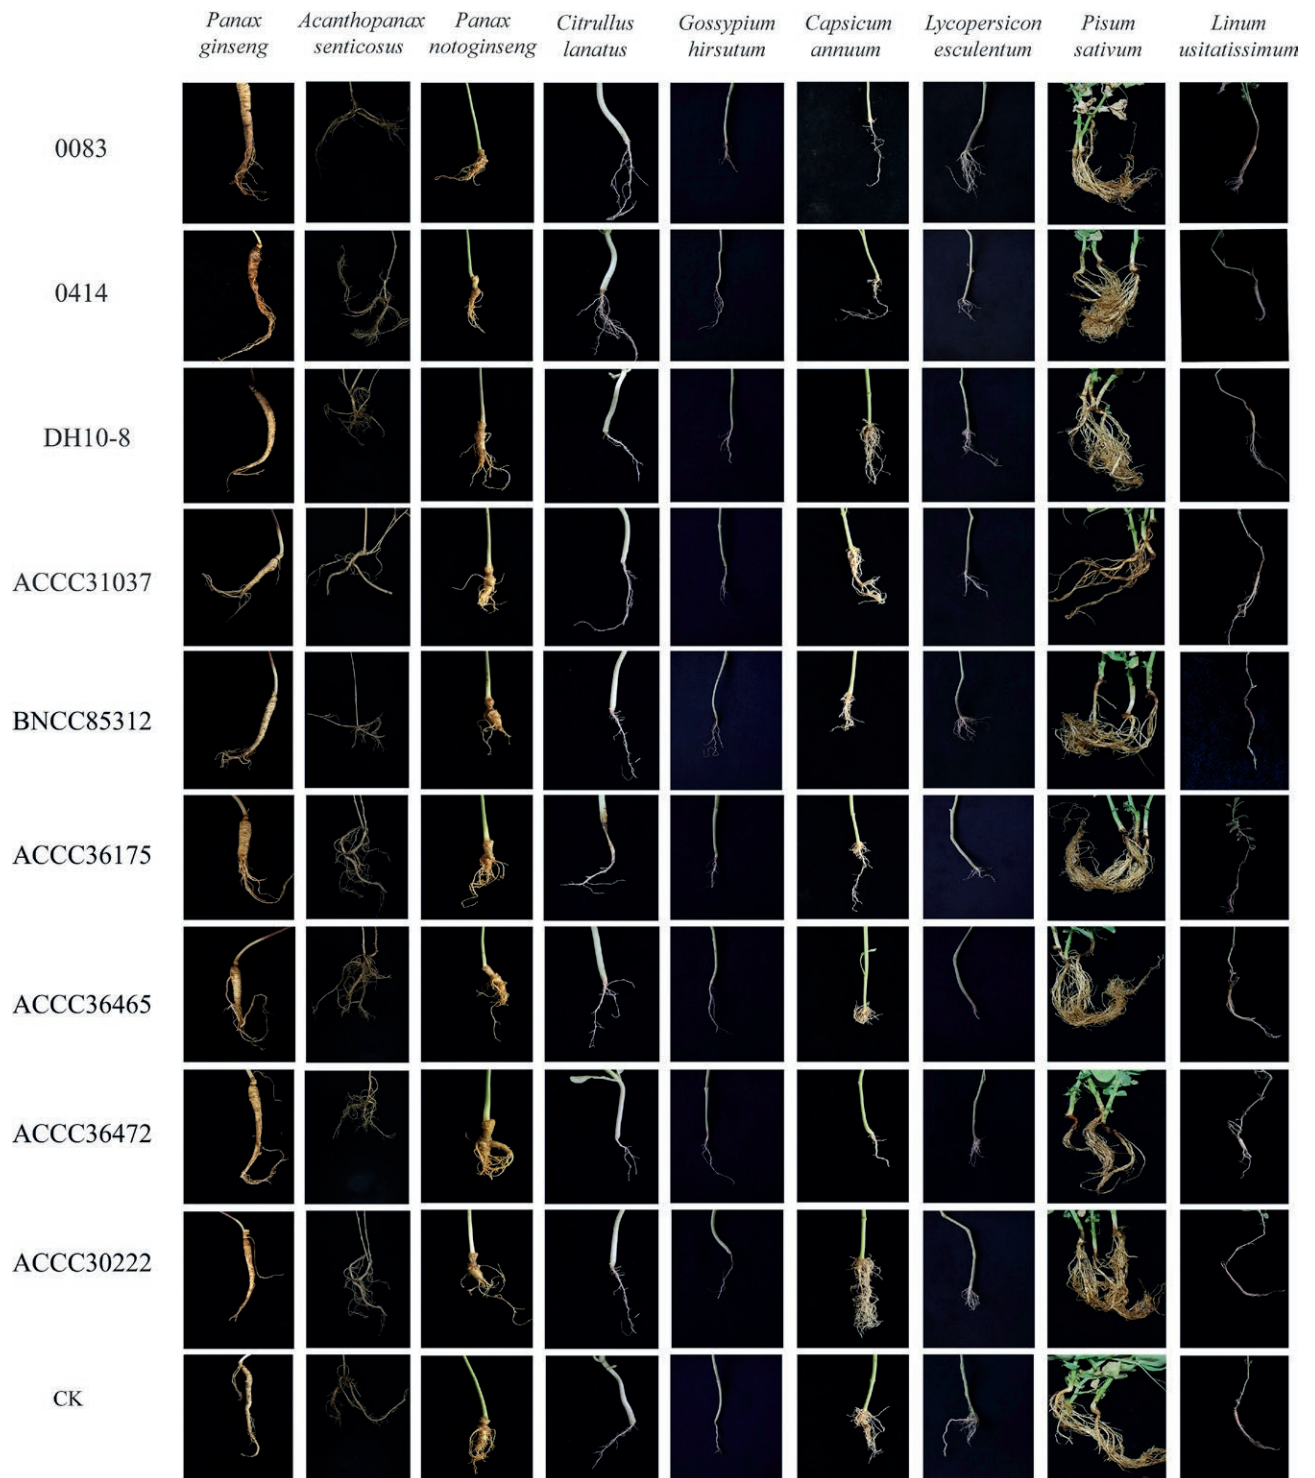 Panax ginseng
Acanthopanax senticosus
Panax notoginseng
Citrullus lanatus
Gossypium hirsutum
Capsicum annuum
Lycopersicon esculentum
Pisum sativum
Linum usitatissimum
0083
0414
DH10-8
ACCC31037
BNCC85312
ACCC36175
ACCC36465
ACCC36472
ACCC30222
CK